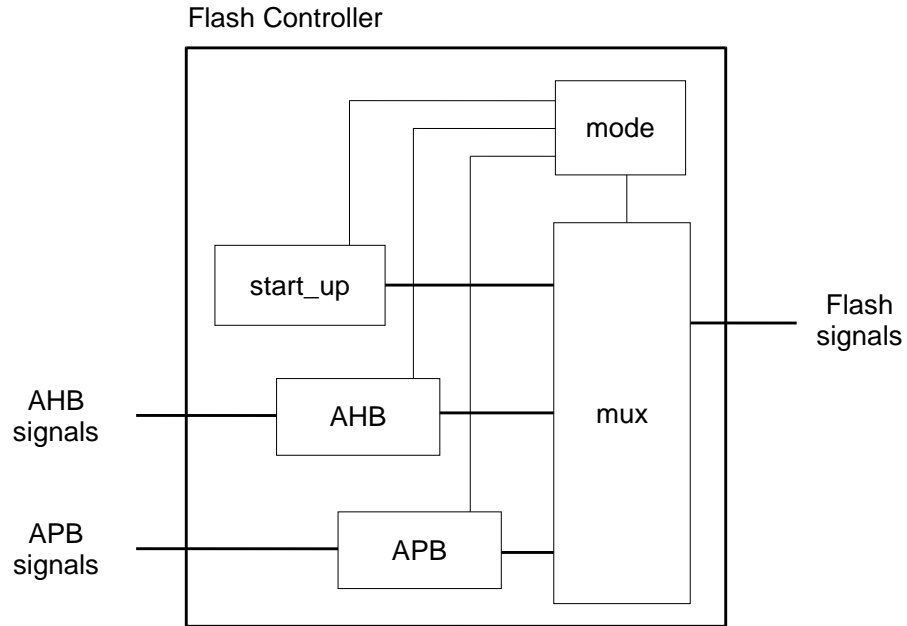 Flash Controller
mode
start_up
Flash
signals
AHB
signals
AHB
mux
APB
signals
APB